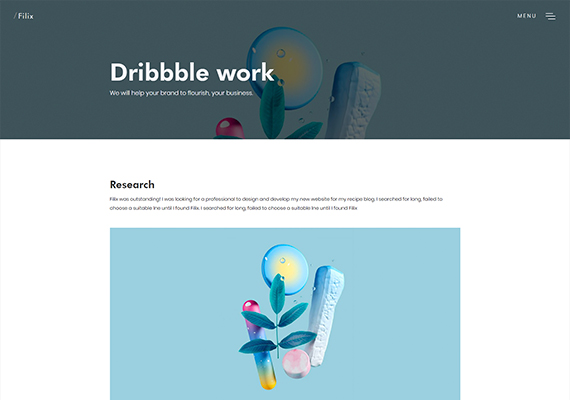 /Filix
MENU
Dribbble work
We will help your brand to flourish, your business.
Research
Filix was outstanding! I was looking for a professional to design and develop my new website for my recipe blog. I searched for long, failed to
choose a suitable one until I found Filix. I searched for long, failed to choose a suitable one until I found Filix